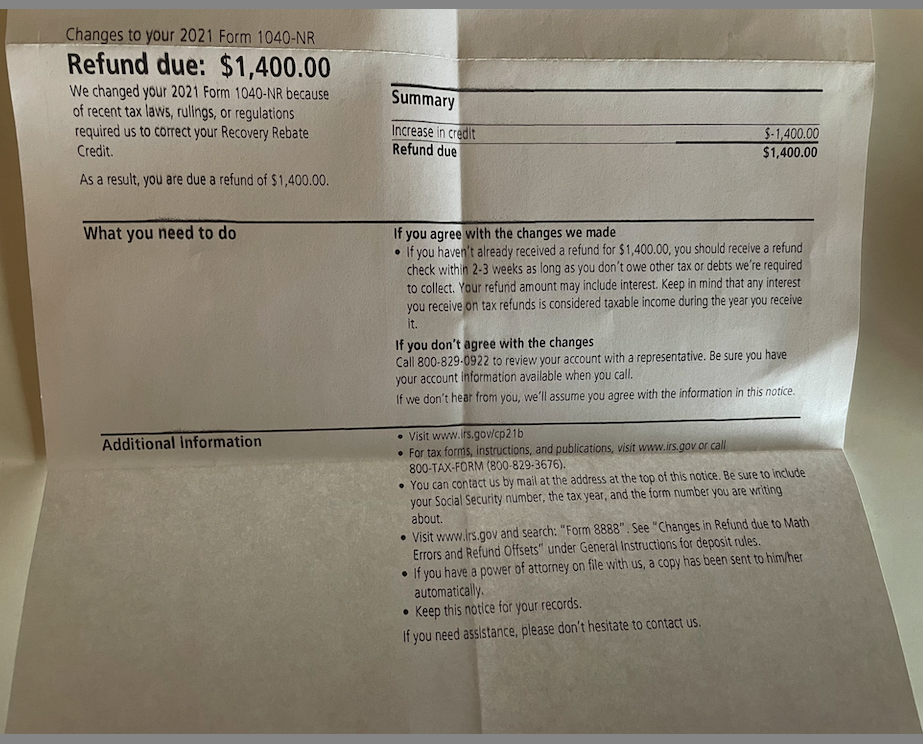 Changes to your 2021 Form 1040-NR
Refund due: $1,400.00
We changed your 2021 Form 1040-NR because
of recent tax laws, rulings, or regulations
required us to correct your Recovery Rebate
Credit.
As a result, you are due a refund of $1,400.00.
Summary
Increase in credit $-1,400.00
Refund due $1,400.00
What you need to do
If you agree with the changes we made
• If you haven't already received a refund for $1,400.00, you should receive a refund
check within 2-3 weeks as long as you don't owe other tax or debts we're required
to collect. Your refund amount may include interest. Keep in mind that any interest
you receive on tax refunds is considered taxable income during the year you receive
it.
If you don't agree with the changes
Call 800-829-0922 to review your account with a representative. Be sure you have
your account information available when you call.
If we don't hear from you, we'll assume you agree with the information in this notice.
Additional Information
• Visit www.irs.gov/cp21b
• For tax forms, instructions, and publications, visit www.irs.gov or call
800-TAX-FORM (800-829-3676).
• You can contact us by mail at the address at the top of this notice. Be sure to include
your Social Security number, the tax year, and the form number you are writing
about.
• Visit www.irs.gov and search: "Form 8888". See "Changes in Refund due to Math
Errors and Refund Offsets" under General Instructions for deposit rules.
• If you have a power of attorney on file with us, a copy has been sent to him/her
automatically.
• Keep this notice for your records.
If you need assistance, please don't hesitate to contact us.